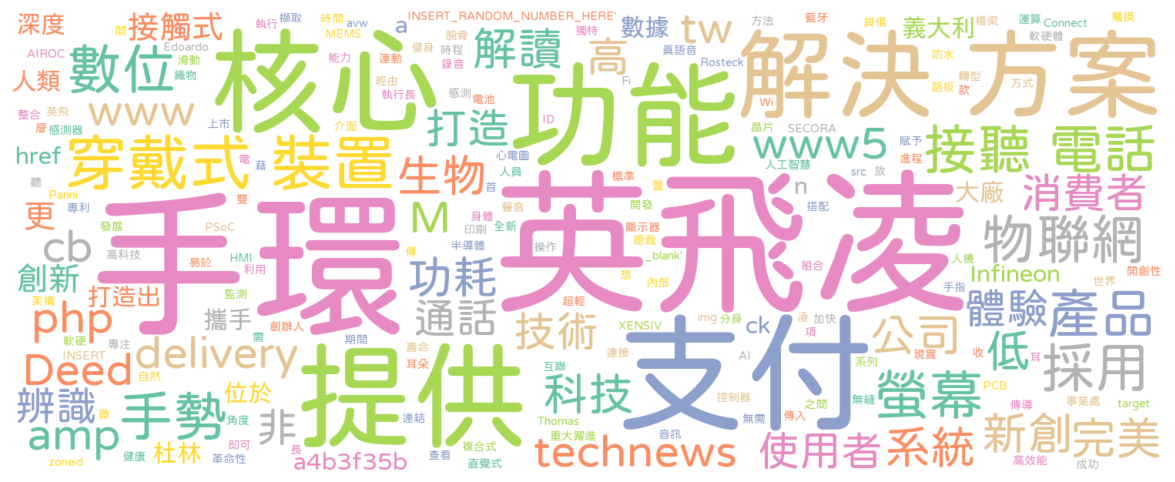 深度
接觸式
間
執行
擷取
時間
avw
INSERT_RANDOM_NUMBER_HERE'
數據
tw
方法
藍牙
具備
橋梁
運算
Connect
觸摸
AIROC
數位
Edoardo
滑動
織物
核心
MEMS
能力
運動
a
健身
腕骨
時程
錄音
解讀
獨特
高
真語音
Rosteck
解決方案
義大利
軟硬體
防水
人類
經由
執行長
感測
電池
Fi
Wi
路板
轉型
款
方式
整合
英飛
www
上市
介面
打造
功能
ID
晶片
SECORA
www5
賦予
進程
接聽
電話
層
感測器
href
穿戴式
裝置
電
藉
生物
心電圖
人員
標準
人工智慧
src
放
聽
Parini
專利
雙
首
聲音
盟
開發
n
搭配
大廠
消費者
更
發展
PSoC
手環
M
身體
印刷
全新
顯示器
英飛凌
cb
高科技
易於
HMI
利用
傳
半導體
操作
總裁
_blank'
組合
人機
物聯網
創新
架構
監測
功耗
想
內部
手指
Infineon
世界
開創性
打造出
攜手
創辦人
通話
超輕
php
軟硬
專注
需
期間
技術
XENSIV
img
分身
凌
加快
項
體驗
產品
INSERT
delivery
壽命
連接
ck
公司
Deed
自然
提供
耳朵
互聯
AI
支付
系列
現實
收
耳
低
採用
辨識
做
手勢
位於
科技
控制器
無縫
PCB
事業處
角度
非
連結
Thomas
之間
螢幕
傳導
target
amp
健康
即可
查看
複合式
重大躍進
音訊
無需
傳入
新創
完美
zoneid
杜林
革命性
長
a4b3f35b
直覺式
technews
使用者
系統
高效能
成功